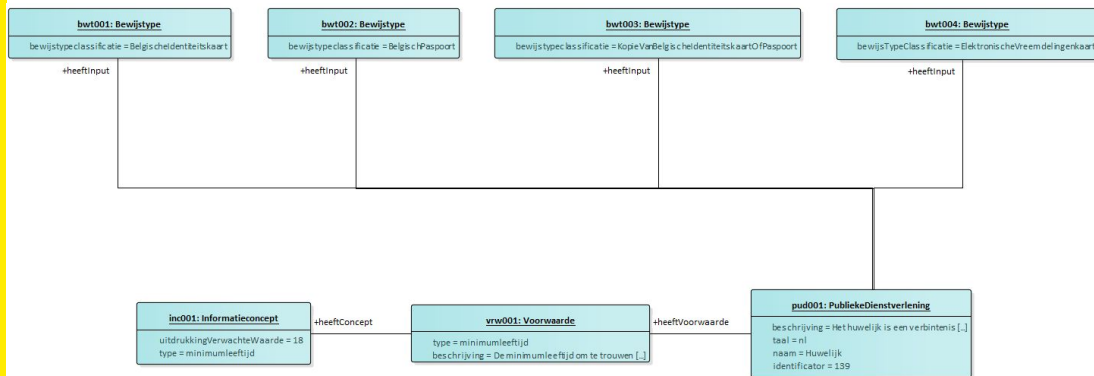 bwt001: Bewijstype
bewijstypeclassificatie = BelgischeIdentiteitskaart
bwt002: Bewijstype
bewijstypeclassificatie = BelgischPaspoort
bwt003: Bewijstype
bewijstypeclassificatie = KopieVanBelgischeIdentiteitskaartOfPaspoort
bwt004: Bewijstype
bewijsTypeClassificatie = ElektronischeVreemdelingenkaart
+heeftInput
+heeftInput
+heeftInput
+heeftInput
inc001: Informatieconcept
uitdrukkingVerwachteWaarde = 18
type = minimumleeftijd
+heeftConcept
vrw001: Voorwaarde
type = minimumleeftijd
beschrijving = De minimumleeftijd om te trouwen [..]
+heeftVoorwaarde
pud001: PubliekeDienstverlening
beschrijving = Het huwelijk is een verbintenis [..]
taal = nl
naam = Huwelijk
identificator = 139